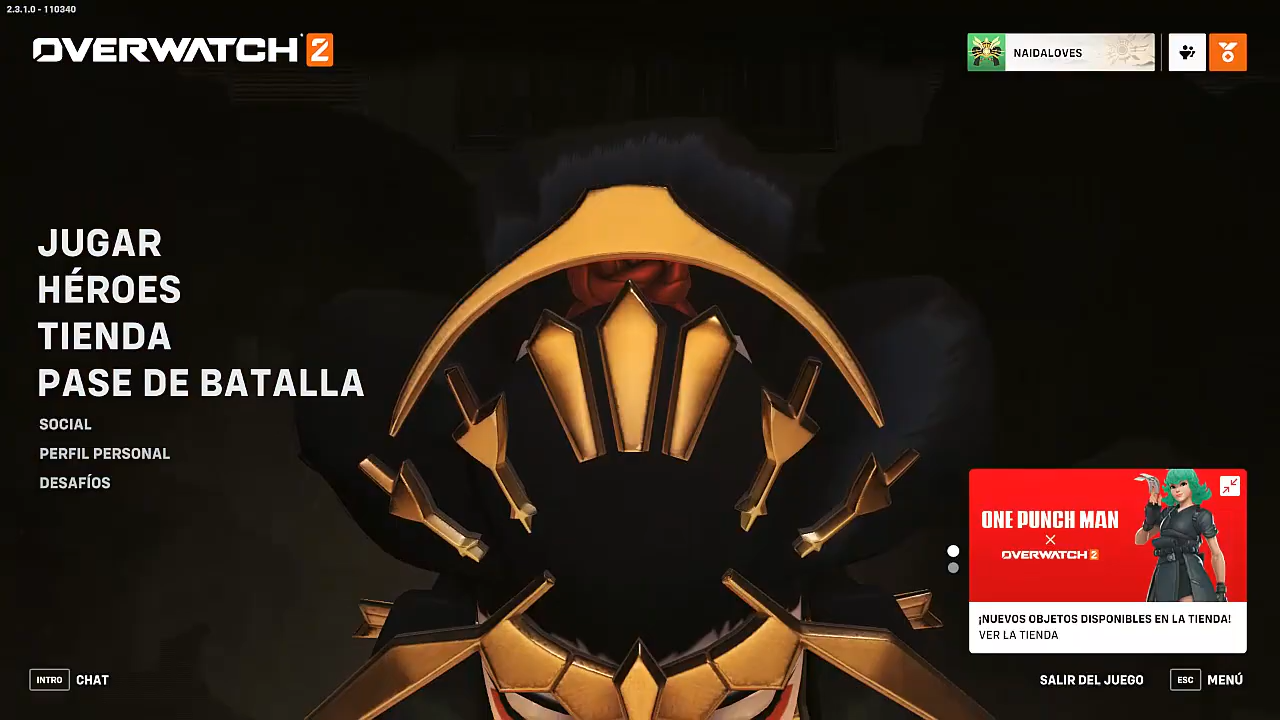 2.3.1.0 - 110340
OVERWATCH 2
NAIDALOVES
JUGAR
HÉROES
TIENDA
PASE DE BATALLA
SOCIAL
PERFIL PERSONAL
DESAFÍOS
ONE PUNCH MAN
×
OVERWATCH 2
¡NUEVOS OBJETOS DISPONIBLES EN LA TIENDA!
VER LA TIENDA
INTRO CHAT
SALIR DEL JUEGO
ESC MENÚ